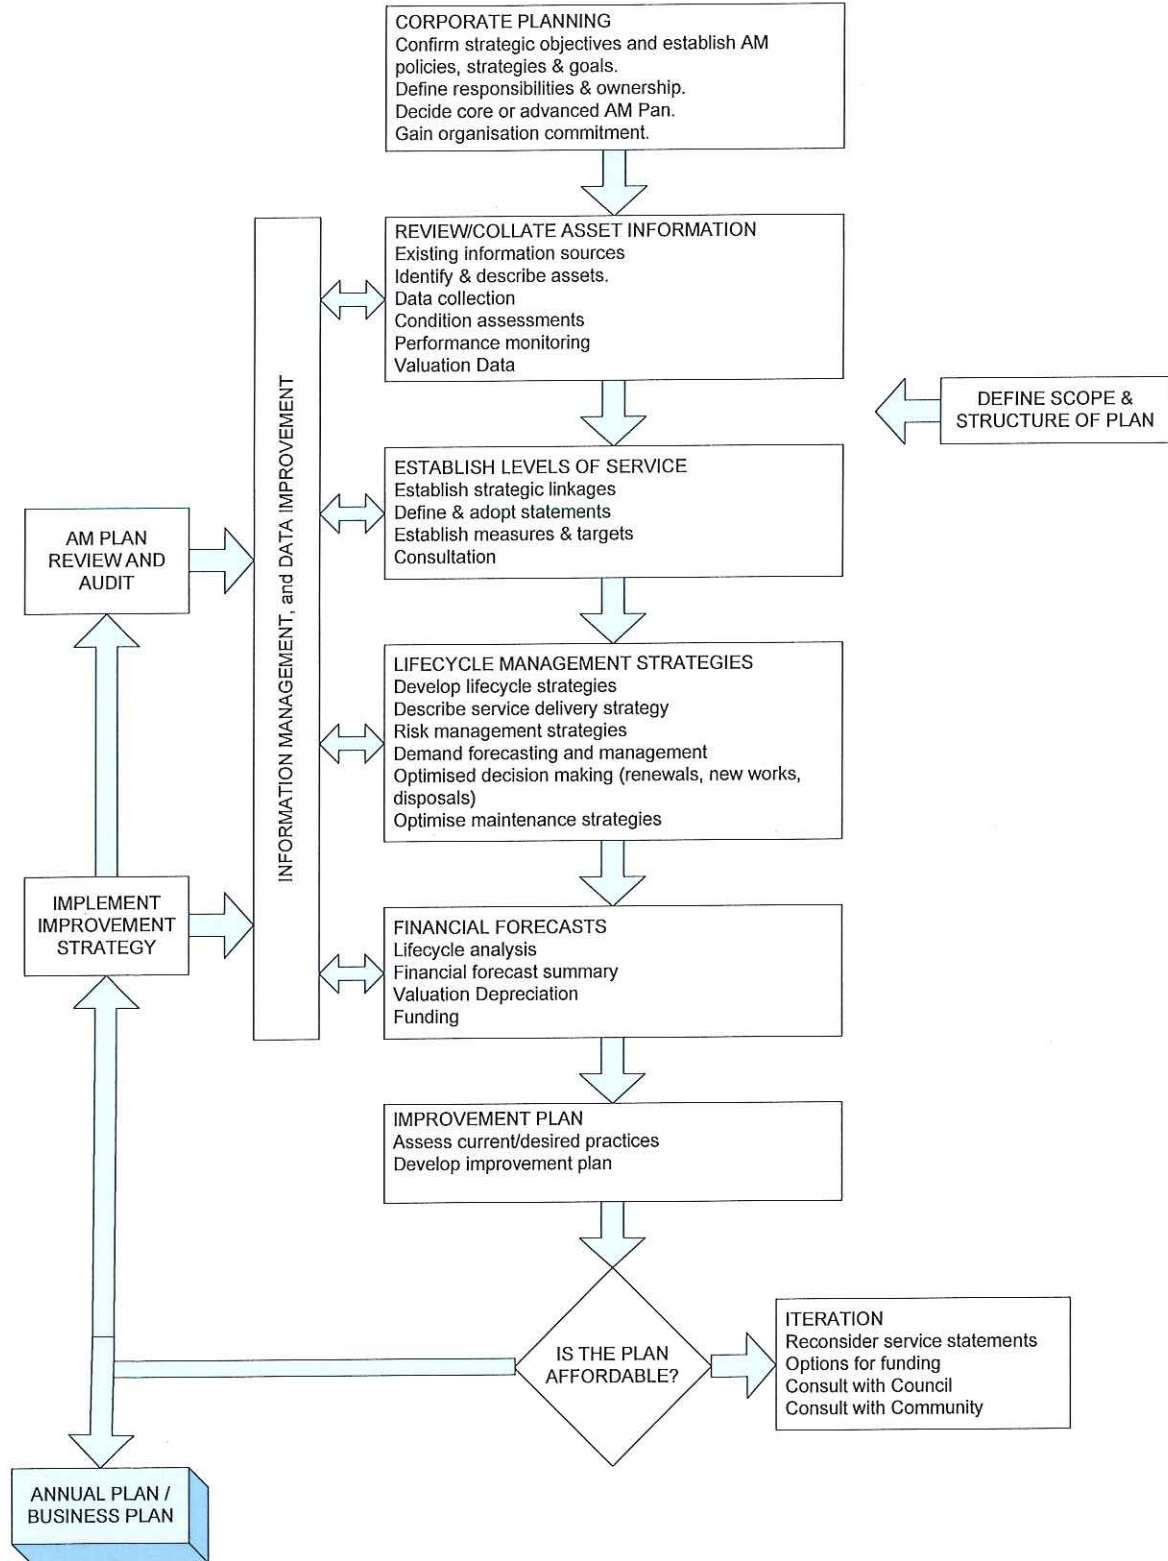 CORPORATE PLANNING
Confirm strategic objectives and establish AM
policies, strategies & goals.
Define responsibilities & ownership.
Decide core or advanced AM Pan.
Gain organisation commitment.
REVIEW/COLLATE ASSET INFORMATION
Existing information sources
Identify & describe assets.
Data collection
Condition assessments
Performance monitoring
Valuation Data
DEFINE SCOPE &
STRUCTURE OF PLAN
ESTABLISH LEVELS OF SERVICE
Establish strategic linkages
Define & adopt statements
Establish measures & targets
Consultation
AM PLAN
REVIEW AND
AUDIT
INFORMATION MANAGEMENT, and DATA IMPROVEMENT
LIFECYCLE MANAGEMENT STRATEGIES
Develop lifecycle strategies
Describe service delivery strategy
Risk management strategies
Demand forecasting and management
Optimised decision making (renewals, new works,
disposals)
Optimise maintenance strategies
IMPLEMENT
IMPROVEMENT
STRATEGY
FINANCIAL FORECASTS
Lifecycle analysis
Financial forecast summary
Valuation Depreciation
Funding
IMPROVEMENT PLAN
Assess current/desired practices
Develop improvement plan
IS THE PLAN
AFFORDABLE?
ITERATION
Reconsider service statements
Options for funding
Consult with Council
Consult with Community
ANNUAL PLAN /
BUSINESS PLAN